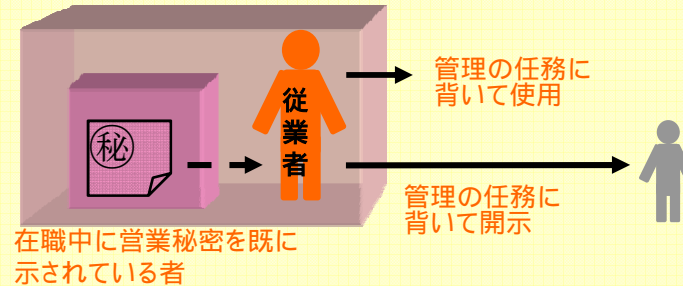 管理の任務に
背いて使用
従業者
㊙
管理の任務に
背いて開示
在職中に営業秘密を既に
示されている者